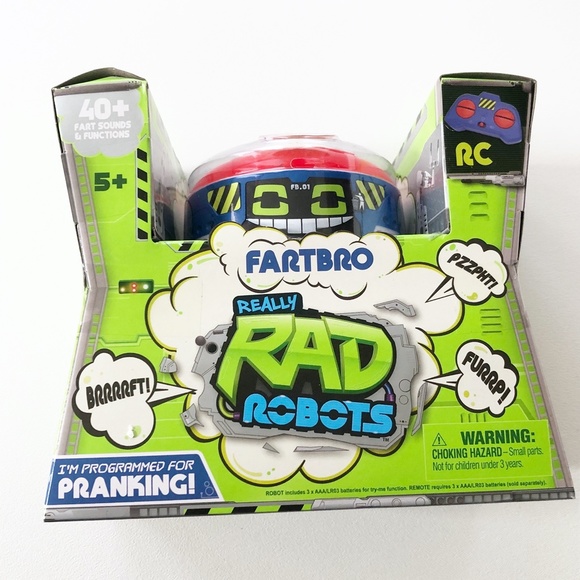 40+
FART SOUNDS
& FUNCTIONS
5+
RC
FB.01
FARTBRO
PZZPHT!
REALLY
RAD
ROBOTS
TM
BRRRRFT!
FURRP!
WARNING:
CHOKING HAZARD – Small parts.
Not for children under 3 years.
I'M PROGRAMMED FOR
PRANKING!
ROBOT includes 3 x AAA/LR03 batteries for try-me function. REMOTE requires 3 x AAA/LR03 batteries (sold separately).